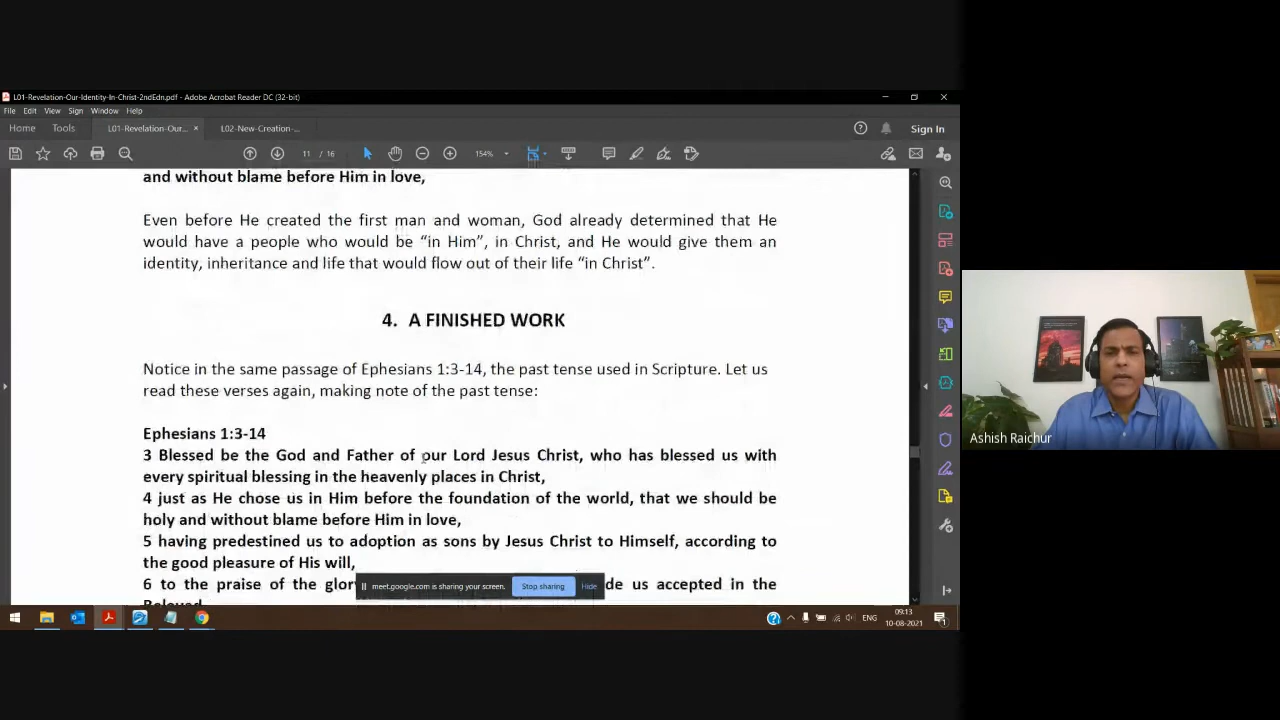 L01-Revelation-Our-Identity-In-Christ-2ndEdn.pdf - Adobe Acrobat Reader DC (32-bit)
File Edit View Sign Window Help
Home Tools L01-Revelation-Our... × L02-New-Creation-... Sign In
11 / 16 154%
and without blame before Him in love,
Even before He created the first man and woman, God already determined that He
would have a people who would be “in Him”, in Christ, and He would give them an
identity, inheritance and life that would flow out of their life “in Christ”.
4. A FINISHED WORK
Notice in the same passage of Ephesians 1:3-14, the past tense used in Scripture. Let us
read these verses again, making note of the past tense:
Ephesians 1:3-14
3 Blessed be the God and Father of our Lord Jesus Christ, who has blessed us with
every spiritual blessing in the heavenly places in Christ,
4 just as He chose us in Him before the foundation of the world, that we should be
holy and without blame before Him in love,
5 having predestined us to adoption as sons by Jesus Christ to Himself, according to
the good pleasure of His will,
6 to the praise of the glory de us accepted in the
Beloved
meet.google.com is sharing your screen. Stop sharing Hide
ENG
09:13
10-08-2021
Ashish Raichur